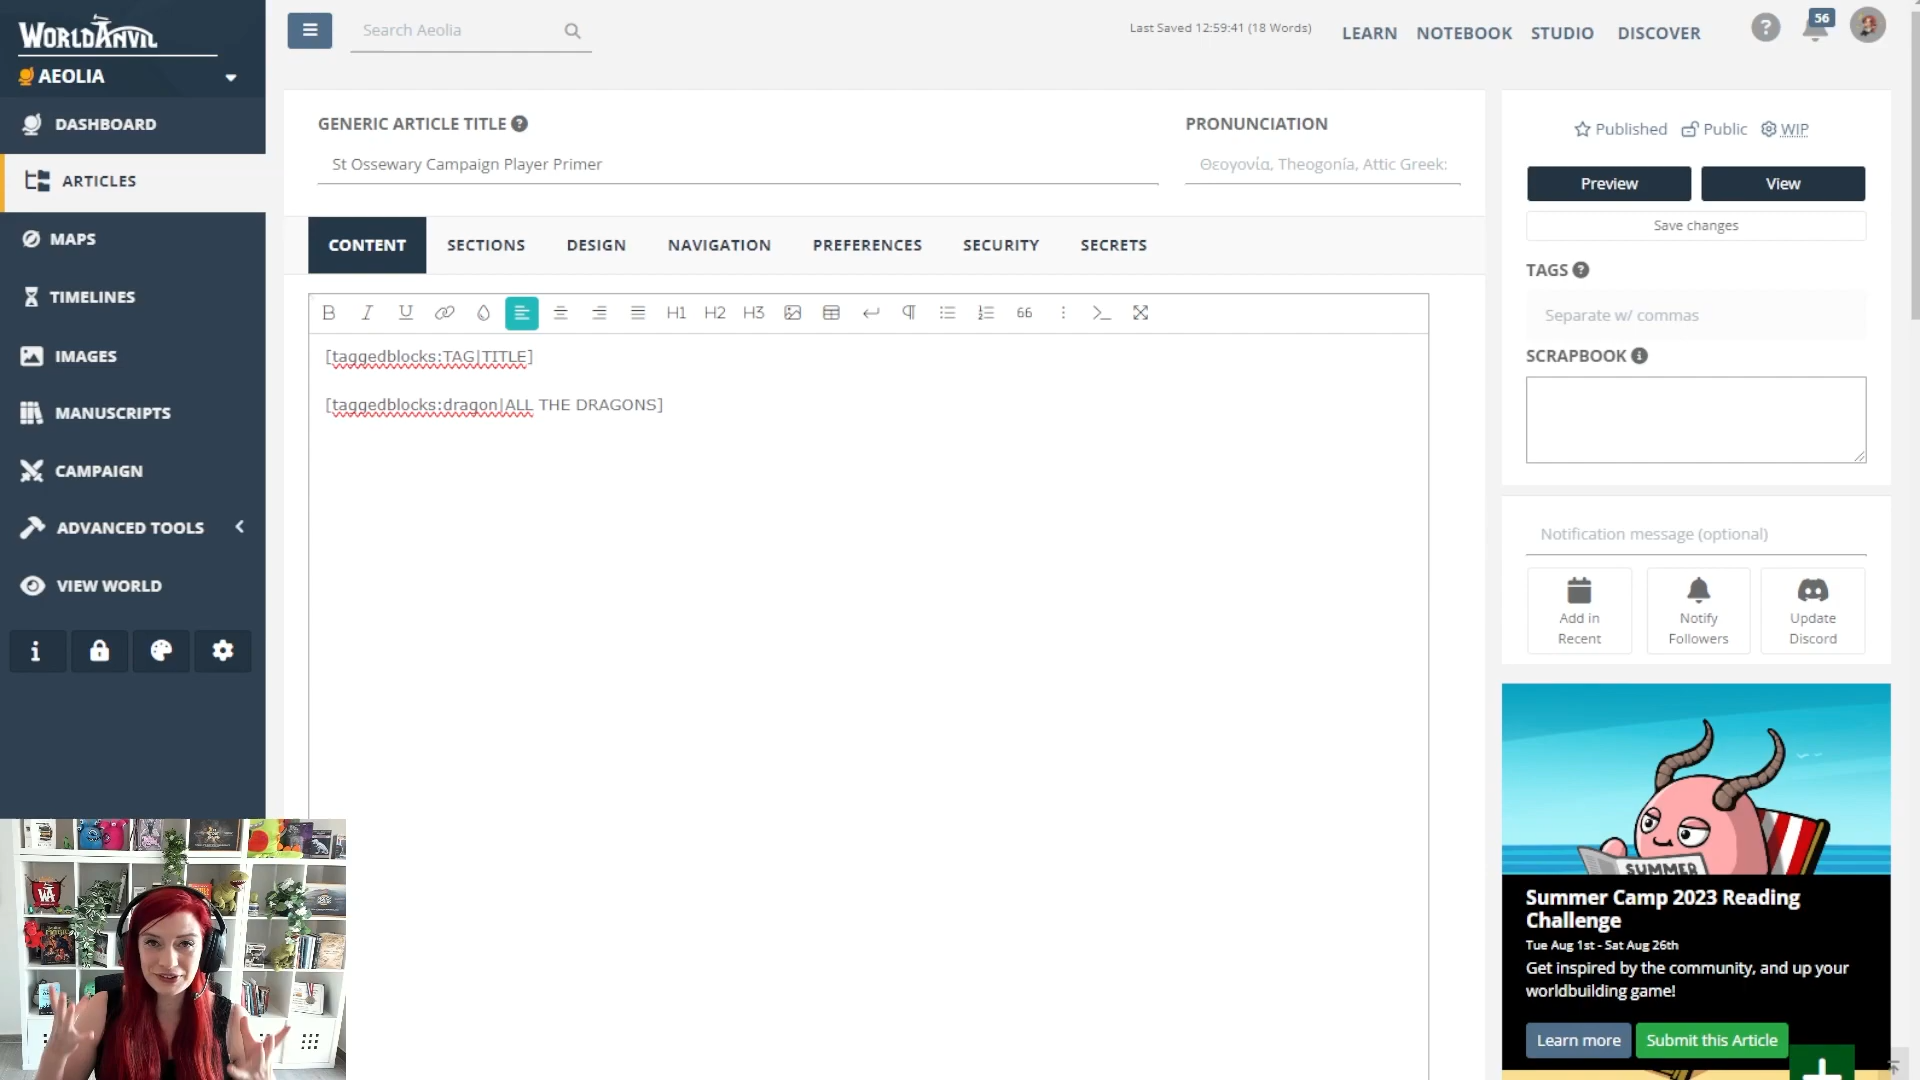 WORLDANVIL
AEOLIA
DASHBOARD
ARTICLES
MAPS
TIMELINES
IMAGES
MANUSCRIPTS
CAMPAIGN
ADVANCED TOOLS
VIEW WORLD
Search Aeolia
Last Saved 12:59:41 (18 Words)
LEARN NOTEBOOK STUDIO DISCOVER
56
GENERIC ARTICLE TITLE
St Ossewary Campaign Player Primer
PRONUNCIATION
Θεογονία, Theogonía, Attic Greek:
CONTENT SECTIONS DESIGN NAVIGATION PREFERENCES SECURITY SECRETS
B I U H1 H2 H3 66
[taggedblocks:TAG|TITLE]
[taggedblocks:dragon|ALL THE DRAGONS]
Published Public WIP
Preview View
Save changes
TAGS
Separate w/ commas
SCRAPBOOK
Notification message (optional)
Add in Recent
Notify Followers
Update Discord
SUMMER
Summer Camp 2023 Reading
Challenge
Tue Aug 1st - Sat Aug 26th
Get inspired by the community, and up your
worldbuilding game!
Learn more Submit this Article
WA